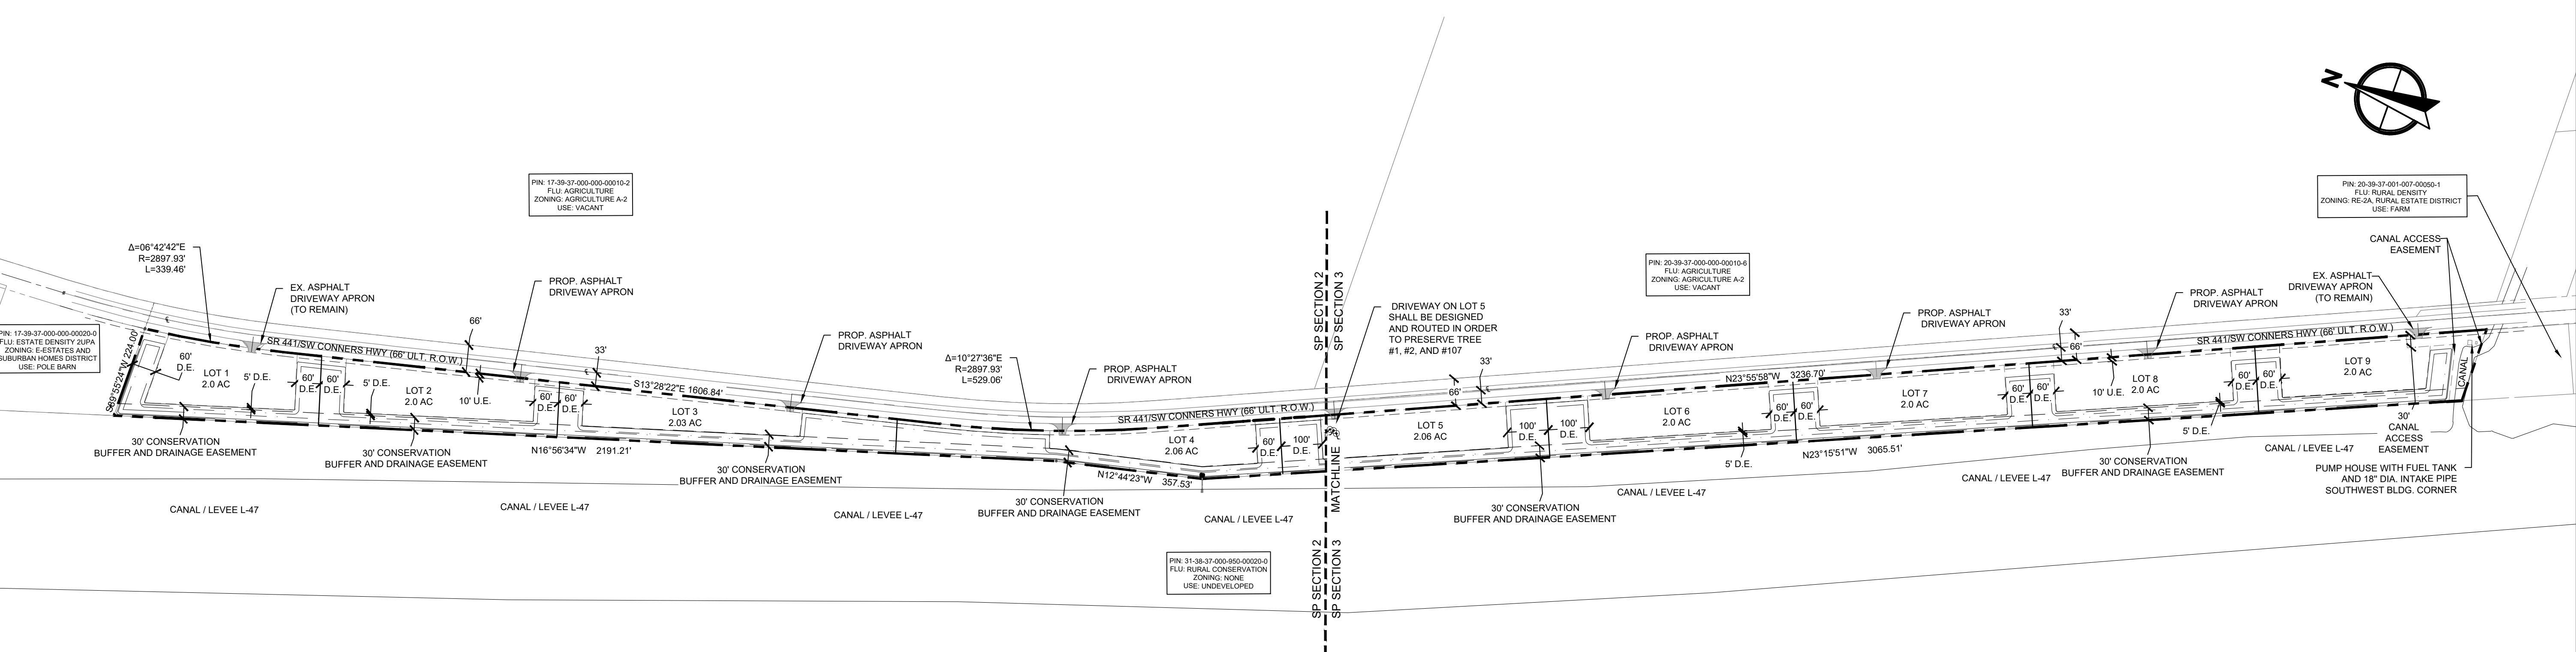 N
PIN: 17-39-37-000-000-00010-2
FLU: AGRICULTURE
ZONING: AGRICULTURE A-2
USE: VACANT
PIN: 20-39-37-001-007-00050-1
FLU: RURAL DENSITY
ZONING: RE-2A, RURAL ESTATE DISTRICT
USE: FARM
Δ=06°42'42"E
R=2897.93'
L=339.46'
EX. ASPHALT
DRIVEWAY APRON
(TO REMAIN)
PROP. ASPHALT
DRIVEWAY APRON
66'
33'
PROP. ASPHALT
DRIVEWAY APRON
Δ=10°27'36"E
R=2897.93'
L=529.06'
PROP. ASPHALT
DRIVEWAY APRON
SP SECTION 2
SP SECTION 3
DRIVEWAY ON LOT 5
SHALL BE DESIGNED
AND ROUTED IN ORDER
TO PRESERVE TREE
#1, #2, AND #107
33'
66'
PIN: 20-39-37-000-000-00010-6
FLU: AGRICULTURE
ZONING: AGRICULTURE A-2
USE: VACANT
PROP. ASPHALT
DRIVEWAY APRON
PROP. ASPHALT
DRIVEWAY APRON
33'
66'
PROP. ASPHALT
DRIVEWAY APRON
EX. ASPHALT
DRIVEWAY APRON
(TO REMAIN)
CANAL ACCESS
EASEMENT
PIN: 17-39-37-000-000-00020-0
FLU: ESTATE DENSITY 2UPA
ZONING: E-ESTATES AND
SUBURBAN HOMES DISTRICT
USE: POLE BARN
S89°55'24"W 224.00'
SR 441/SW CONNERS HWY (66' ULT. R.O.W.)
S13°28'22"E 1606.84'
SR 441/SW CONNERS HWY (66' ULT. R.O.W.)
N23°55'58"W 3236.70'
SR 441/SW CONNERS HWY (66' ULT. R.O.W.)
60'
D.E.
LOT 1
2.0 AC
5' D.E.
60'
D.E.
60'
D.E.
5' D.E.
LOT 2
2.0 AC
10' U.E.
60'
D.E.
60'
D.E.
LOT 3
2.03 AC
LOT 4
2.06 AC
60'
D.E.
100'
D.E.
LOT 5
2.06 AC
100'
D.E.
100'
D.E.
LOT 6
2.0 AC
5' D.E.
60'
D.E.
60'
D.E.
LOT 7
2.0 AC
60'
D.E.
60'
D.E.
10' U.E.
LOT 8
2.0 AC
5' D.E.
60'
D.E.
60'
D.E.
LOT 9
2.0 AC
CANAL
30' CONSERVATION
BUFFER AND DRAINAGE EASEMENT
30' CONSERVATION
BUFFER AND DRAINAGE EASEMENT
N16°56'34"W 2191.21'
30' CONSERVATION
BUFFER AND DRAINAGE EASEMENT
N12°44'23"W 357.53'
30' CONSERVATION
BUFFER AND DRAINAGE EASEMENT
MATCHLINE
30' CONSERVATION
BUFFER AND DRAINAGE EASEMENT
N23°15'51"W 3065.51'
30' CONSERVATION
BUFFER AND DRAINAGE EASEMENT
30'
CANAL
ACCESS
EASEMENT
PUMP HOUSE WITH FUEL TANK
AND 18" DIA. INTAKE PIPE
SOUTHWEST BLDG. CORNER
CANAL / LEVEE L-47
CANAL / LEVEE L-47
CANAL / LEVEE L-47
CANAL / LEVEE L-47
CANAL / LEVEE L-47
CANAL / LEVEE L-47
CANAL / LEVEE L-47
PIN: 31-38-37-000-950-00020-0
FLU: RURAL CONSERVATION
ZONING: NONE
USE: UNDEVELOPED
SP SECTION 2
SP SECTION 3